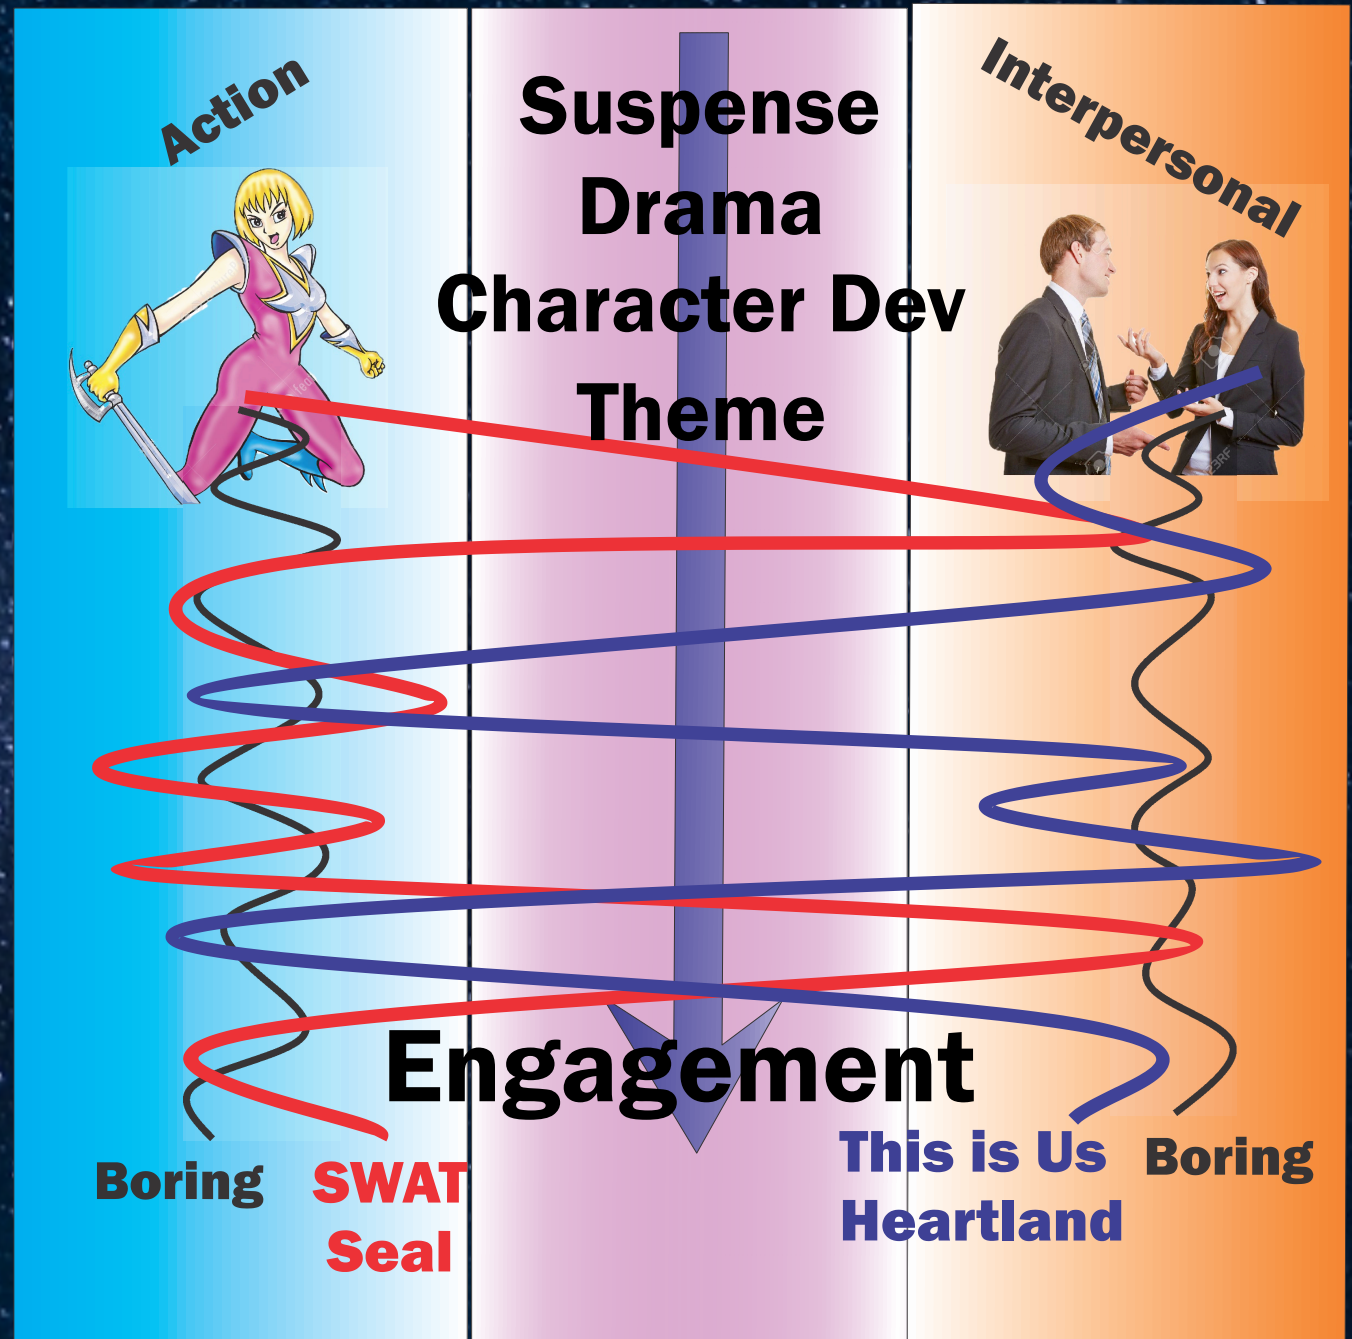 Action
Suspense
Drama
Character Dev
Theme
Interpersonal
Engagement
Boring
SWAT
Seal
This is Us
Heartland
Boring